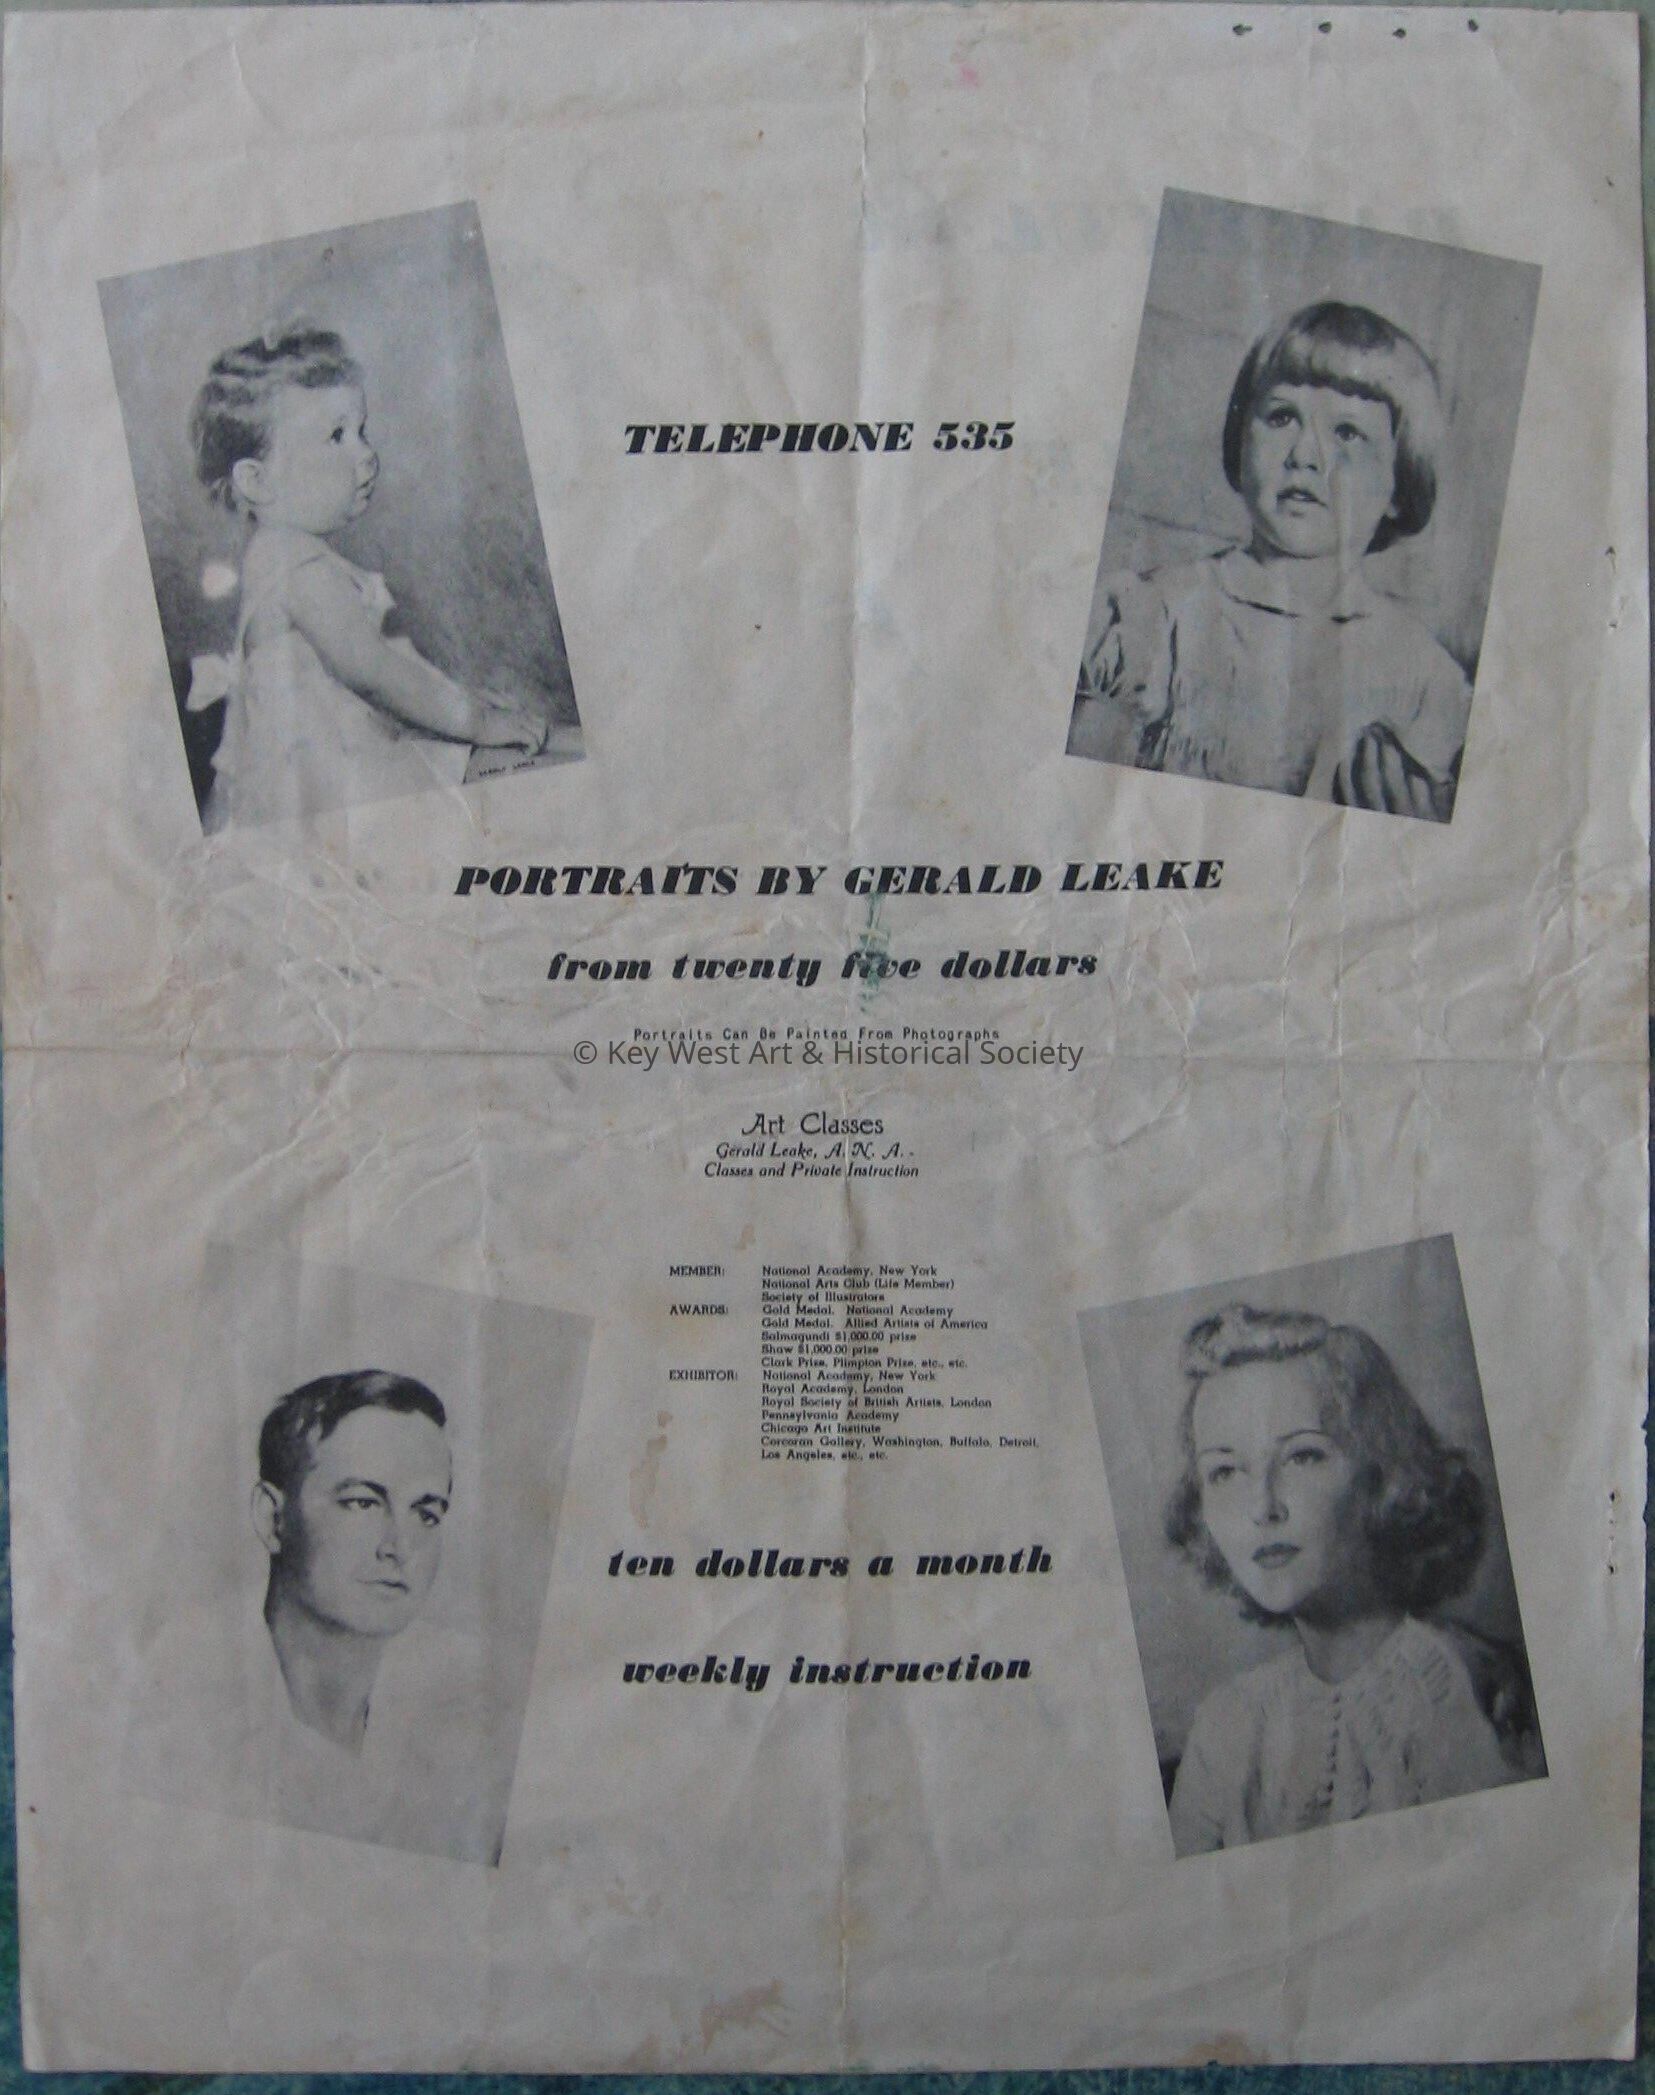 TELEPHONE 535
GERALD LEAKE
PORTRAITS BY GERALD LEAKE
from twenty five dollars
Portraits Can Be Painted From Photographs
© Key West Art & Historical Society
Art Classes
Gerald Leake, A. N. A. -
Classes and Private Instruction
MEMBER: National Academy, New York
National Arts Club (Life Member)
Society of Illustrators
AWARDS: Gold Medal, National Academy
Gold Medal, Allied Artists of America
Salmagundi $1,000.00 prize
Shaw $1,000.00 prize
Clark Prize, Plimpton Prize, etc., etc.
EXHIBITOR: National Academy, New York
Royal Academy, London
Royal Society of British Artists, London
Pennsylvania Academy
Chicago Art Institute
Corcoran Gallery, Washington, Buffalo, Detroit,
Los Angeles, etc., etc.
ten dollars a month
weekly instruction